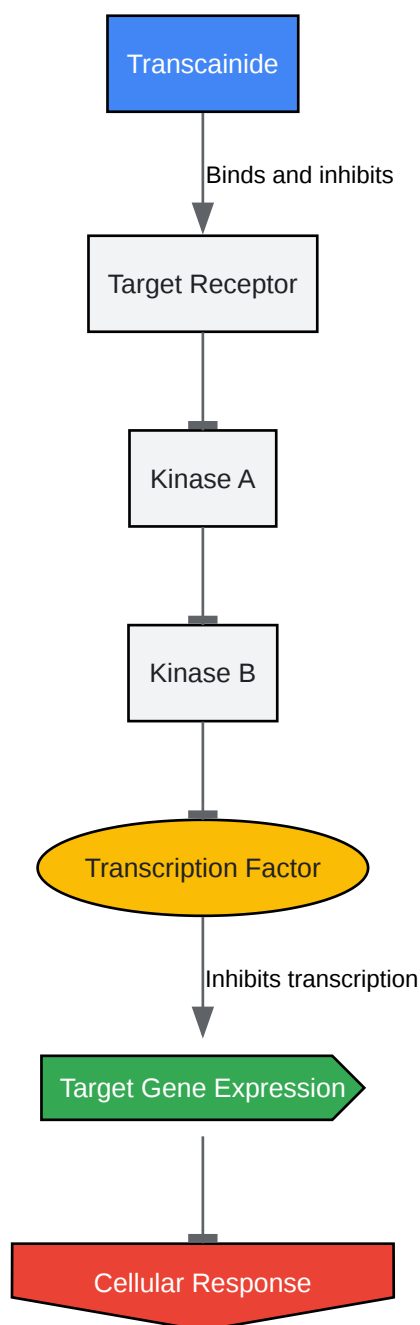 Transcainide
Binds and inhibits
Target Receptor
Kinase A
Kinase B
Transcription Factor
Inhibits transcription
Target Gene Expression
Cellular Response